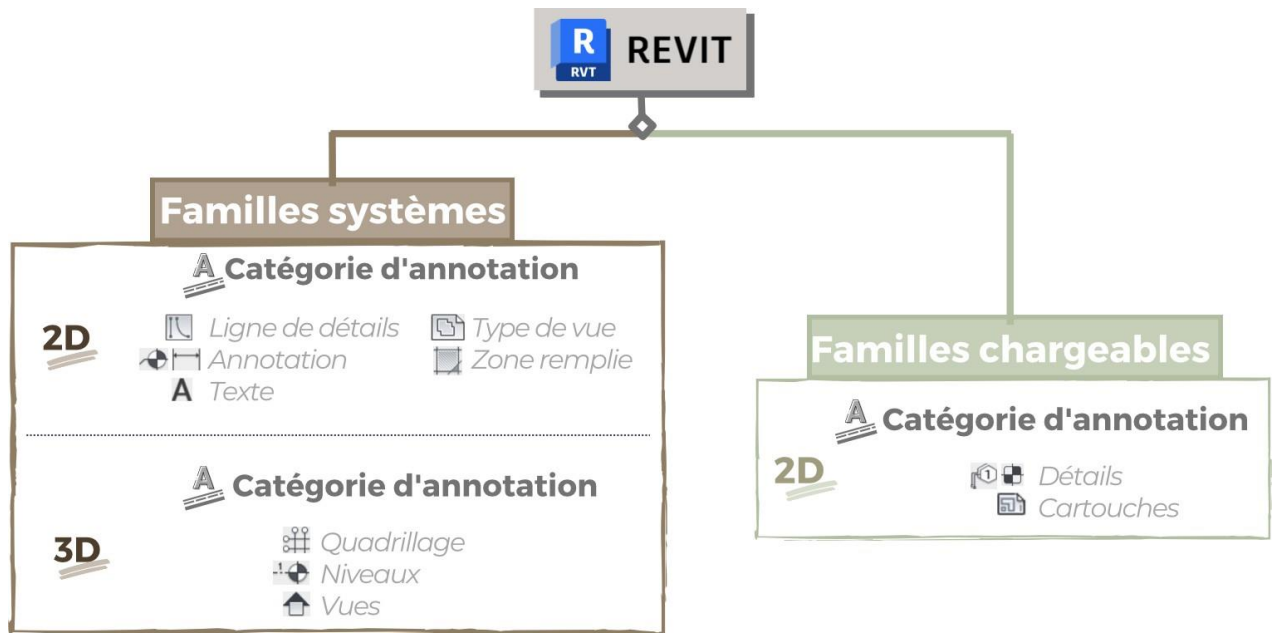 R
RVT
REVIT
Familles systèmes
A Catégorie d'annotation
2D
Ligne de détails
Annotation
A Texte
Type de vue
Zone remplie
A Catégorie d'annotation
3D
Quadrillage
Niveaux
Vues
Familles chargeables
A Catégorie d'annotation
2D
1 Détails
Cartouches